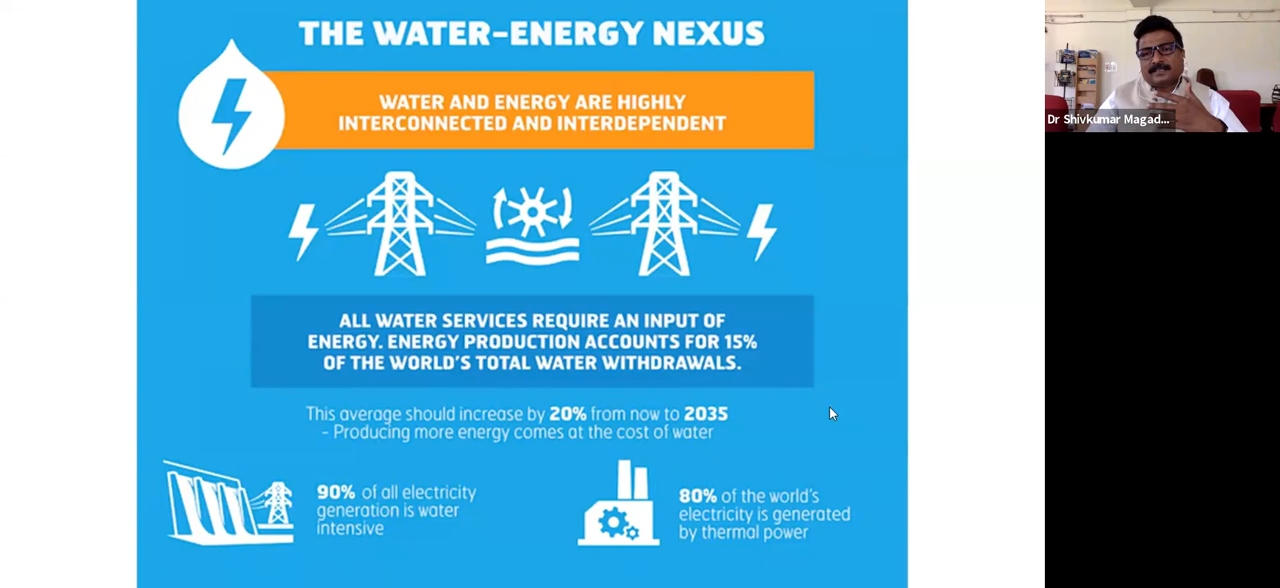 THE WATER-ENERGY NEXUS
WATER AND ENERGY ARE HIGHLY
INTERCONNECTED AND INTERDEPENDENT
ALL WATER SERVICES REQUIRE AN INPUT OF
ENERGY. ENERGY PRODUCTION ACCOUNTS FOR 15%
OF THE WORLD'S TOTAL WATER WITHDRAWALS.
This average should increase by 20% from now to 2035
- Producing more energy comes at the cost of water
90% of all electricity
generation is water
intensive
80% of the world's
electricity is generated
by thermal power
Dr Shivkumar Magad...